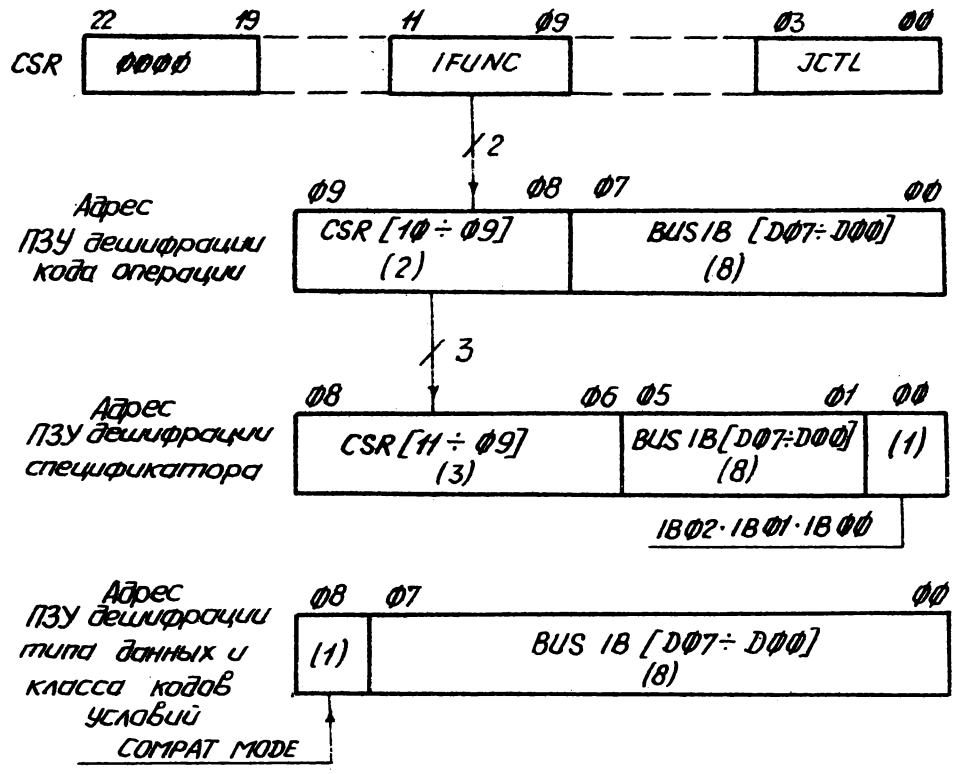 22 19 11 Ø9 Ø3 ØØ
CSR ØØØØ IFUNC JCTL
2
Ø9 Ø8 Ø7 ØØ
Адрес
ПЗУ дешифрации
кода операции
CSR [1Ø ÷ Ø9]
(2)
BUS IB [DØ7÷DØØ]
(8)
3
Ø8 Ø6 Ø5 Ø1 ØØ
Адрес
ПЗУ дешифрации
спецификатора
CSR [11 ÷ Ø9]
(3)
BUS IB [DØ7÷DØØ]
(8)
(1)
IBØ2·IBØ1·IBØØ
Ø8 Ø7 ØØ
Адрес
ПЗУ дешифрации
типа данных и
класса кодов
условий
(1)
BUS IB [DØ7÷DØØ]
(8)
COMPAT MODE